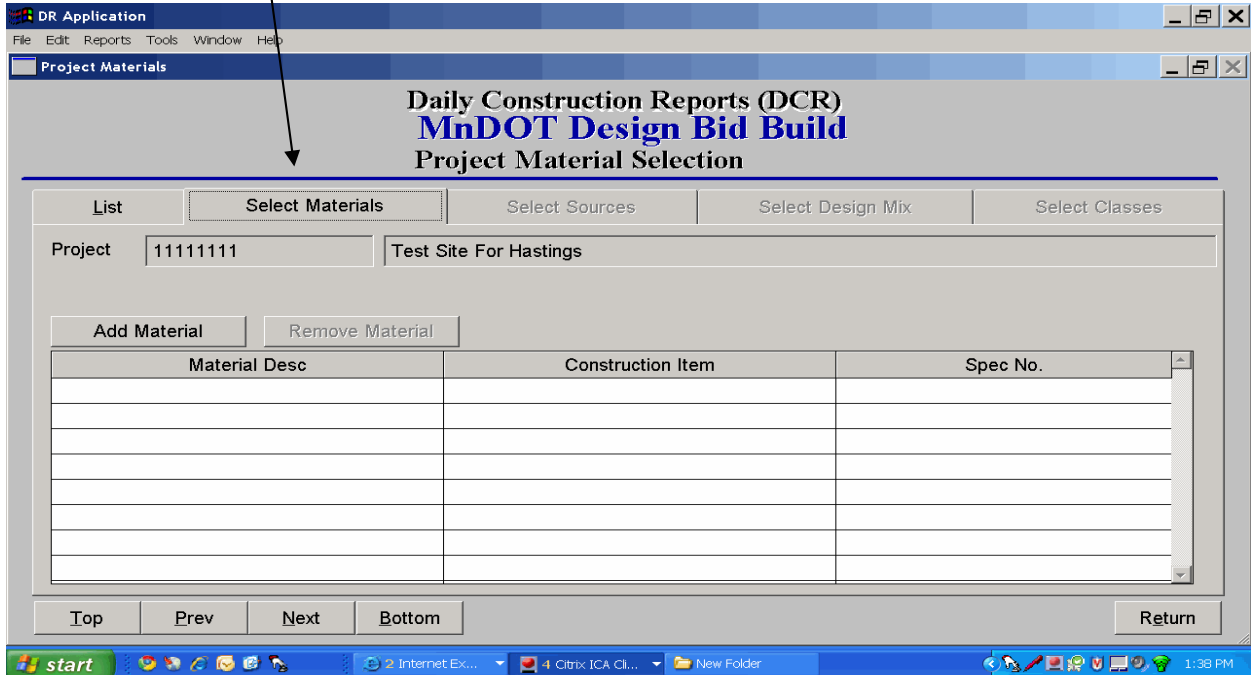 DR Application
File Edit Reports Tools Window Help
Project Materials
Daily Construction Reports (DCR)
MnDOT Design Bid Build
Project Material Selection
List Select Materials Select Sources Select Design Mix Select Classes
Project 11111111 Test Site For Hastings
Add Material Remove Material
Material Desc Construction Item Spec No.
Top Prev Next Bottom Return
start 2 Internet Ex... 4 Citrix ICA Cli... New Folder 1:38 PM